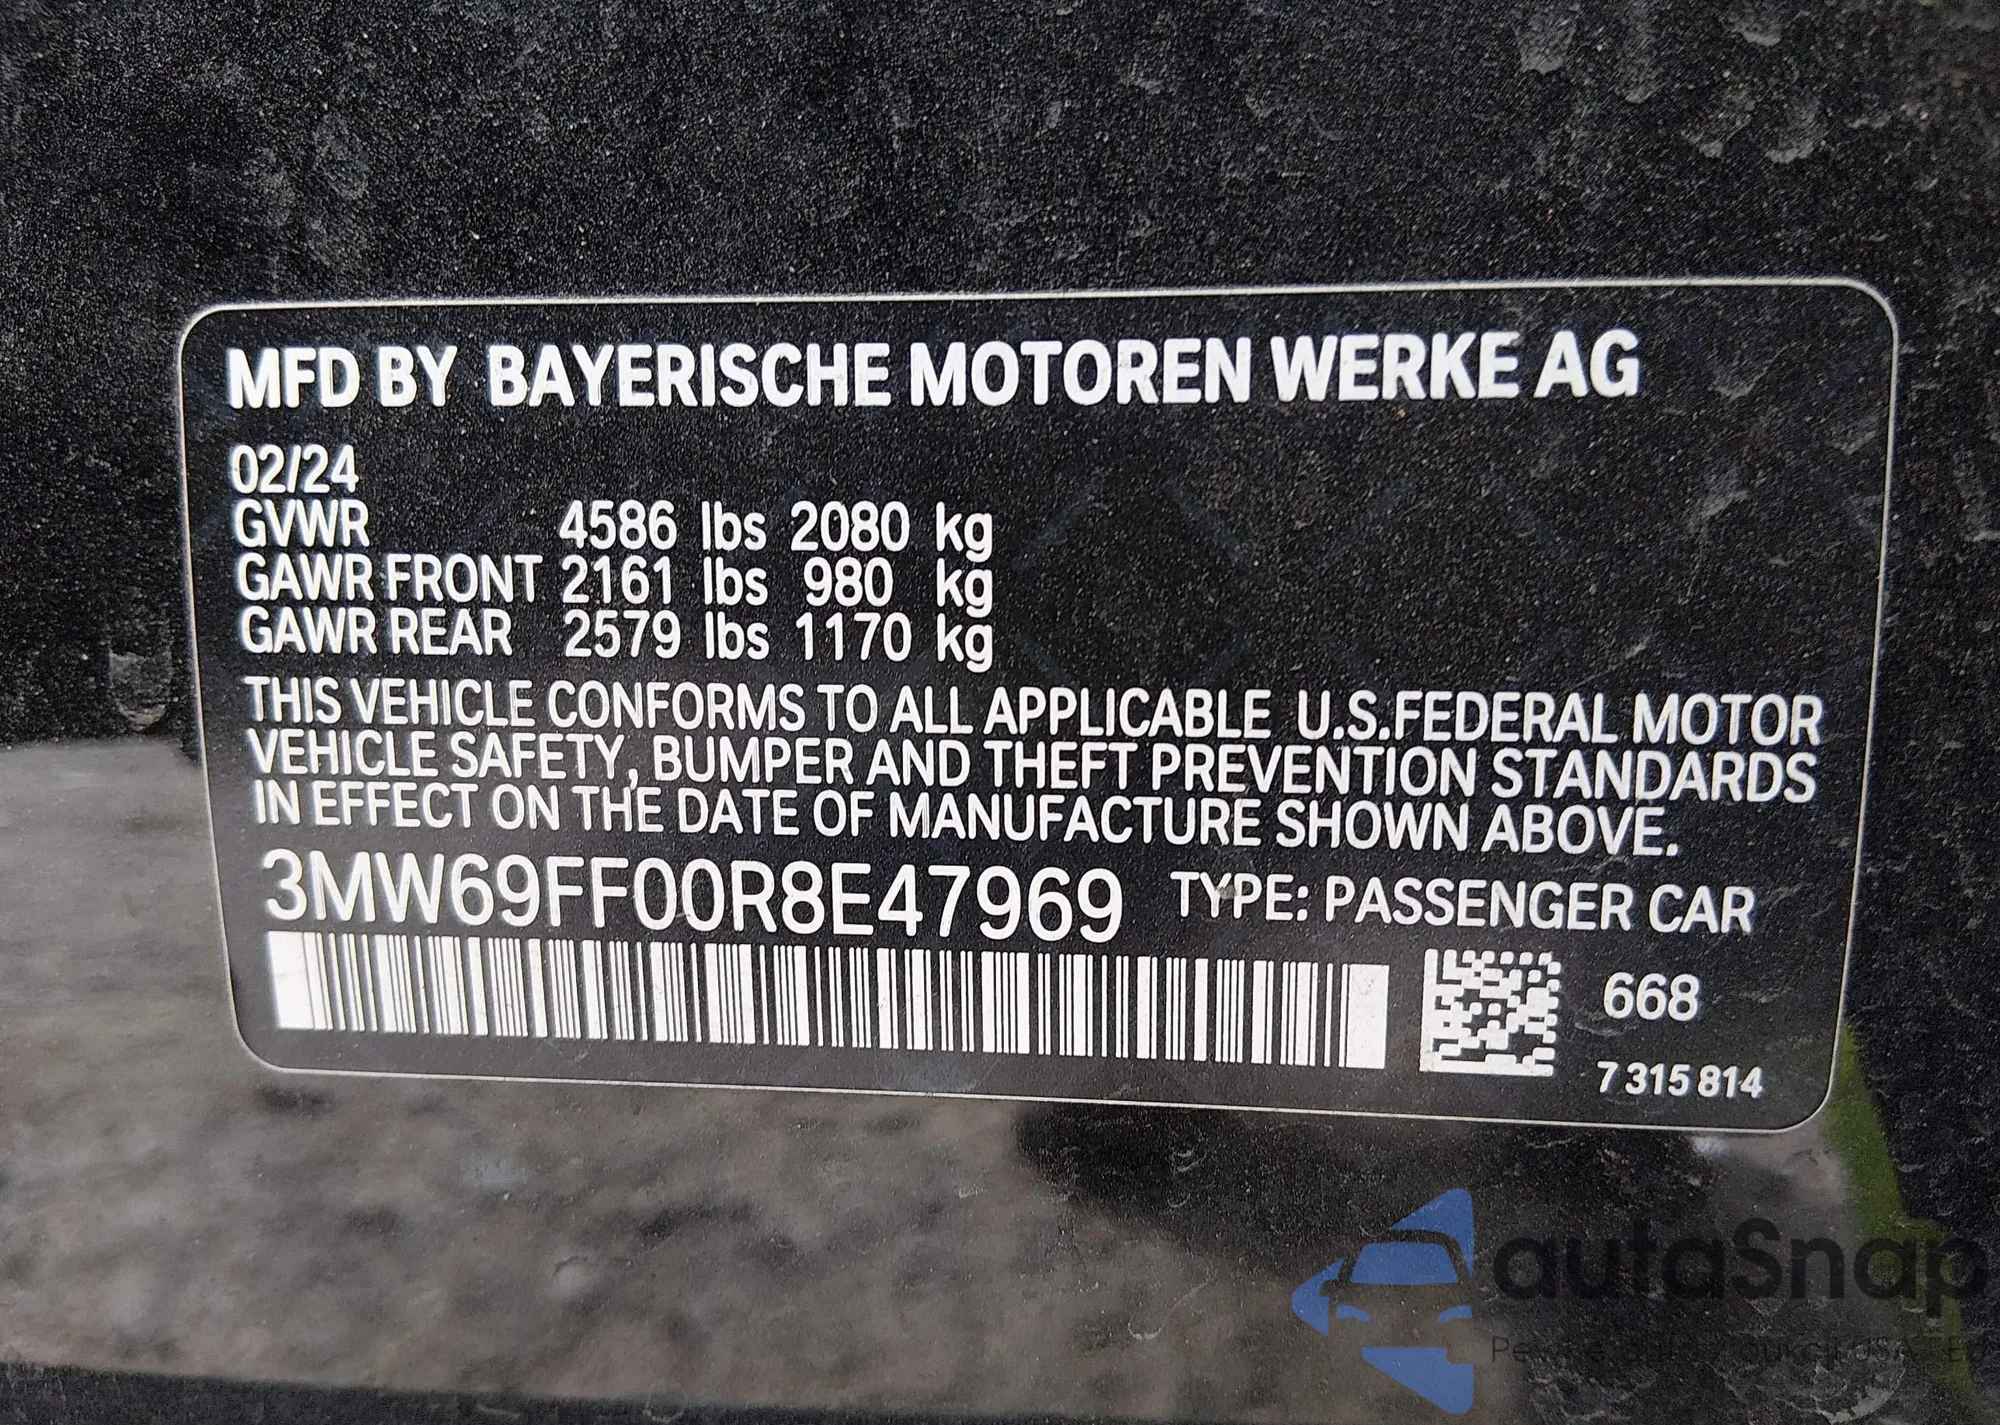 MFD BY BAYERISCHE MOTOREN WERKE AG
02/24
GVWR 4586 lbs 2080 kg
GAWR FRONT 2161 lbs 980 kg
GAWR REAR 2579 lbs 1170 kg
THIS VEHICLE CONFORMS TO ALL APPLICABLE U.S.FEDERAL MOTOR
VEHICLE SAFETY, BUMPER AND THEFT PREVENTION STANDARDS
IN EFFECT ON THE DATE OF MANUFACTURE SHOWN ABOVE.
3MW69FF00R8E47969 TYPE: PASSENGER CAR
668
7 315 814
autaSnap